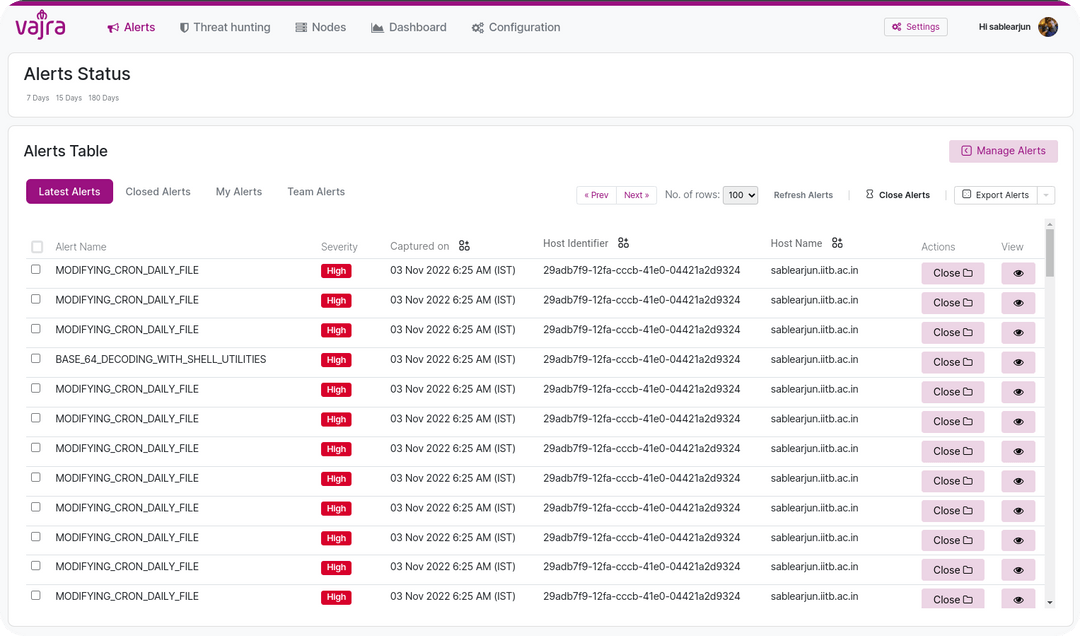 vajra Alerts Threat hunting Nodes Dashboard Configuration Settings Hi sablearjun
Alerts Status
7 Days 15 Days 180 Days
Alerts Table Manage Alerts
Latest Alerts Closed Alerts My Alerts Team Alerts « Prev Next » No. of rows: 100 Refresh Alerts Close Alerts Export Alerts
Alert Name Severity Captured on Host Identifier Host Name Actions View
MODIFYING_CRON_DAILY_FILE High 03 Nov 2022 6:25 AM (IST) 29adb7f9-12fa-cccb-41e0-04421a2d9324 sablearjun.iitb.ac.in Close
MODIFYING_CRON_DAILY_FILE High 03 Nov 2022 6:25 AM (IST) 29adb7f9-12fa-cccb-41e0-04421a2d9324 sablearjun.iitb.ac.in Close
MODIFYING_CRON_DAILY_FILE High 03 Nov 2022 6:25 AM (IST) 29adb7f9-12fa-cccb-41e0-04421a2d9324 sablearjun.iitb.ac.in Close
BASE_64_DECODING_WITH_SHELL_UTILITIES High 03 Nov 2022 6:25 AM (IST) 29adb7f9-12fa-cccb-41e0-04421a2d9324 sablearjun.iitb.ac.in Close
MODIFYING_CRON_DAILY_FILE High 03 Nov 2022 6:25 AM (IST) 29adb7f9-12fa-cccb-41e0-04421a2d9324 sablearjun.iitb.ac.in Close
MODIFYING_CRON_DAILY_FILE High 03 Nov 2022 6:25 AM (IST) 29adb7f9-12fa-cccb-41e0-04421a2d9324 sablearjun.iitb.ac.in Close
MODIFYING_CRON_DAILY_FILE High 03 Nov 2022 6:25 AM (IST) 29adb7f9-12fa-cccb-41e0-04421a2d9324 sablearjun.iitb.ac.in Close
MODIFYING_CRON_DAILY_FILE High 03 Nov 2022 6:25 AM (IST) 29adb7f9-12fa-cccb-41e0-04421a2d9324 sablearjun.iitb.ac.in Close
MODIFYING_CRON_DAILY_FILE High 03 Nov 2022 6:25 AM (IST) 29adb7f9-12fa-cccb-41e0-04421a2d9324 sablearjun.iitb.ac.in Close
MODIFYING_CRON_DAILY_FILE High 03 Nov 2022 6:25 AM (IST) 29adb7f9-12fa-cccb-41e0-04421a2d9324 sablearjun.iitb.ac.in Close
MODIFYING_CRON_DAILY_FILE High 03 Nov 2022 6:25 AM (IST) 29adb7f9-12fa-cccb-41e0-04421a2d9324 sablearjun.iitb.ac.in Close
MODIFYING_CRON_DAILY_FILE High 03 Nov 2022 6:25 AM (IST) 29adb7f9-12fa-cccb-41e0-04421a2d9324 sablearjun.iitb.ac.in Close